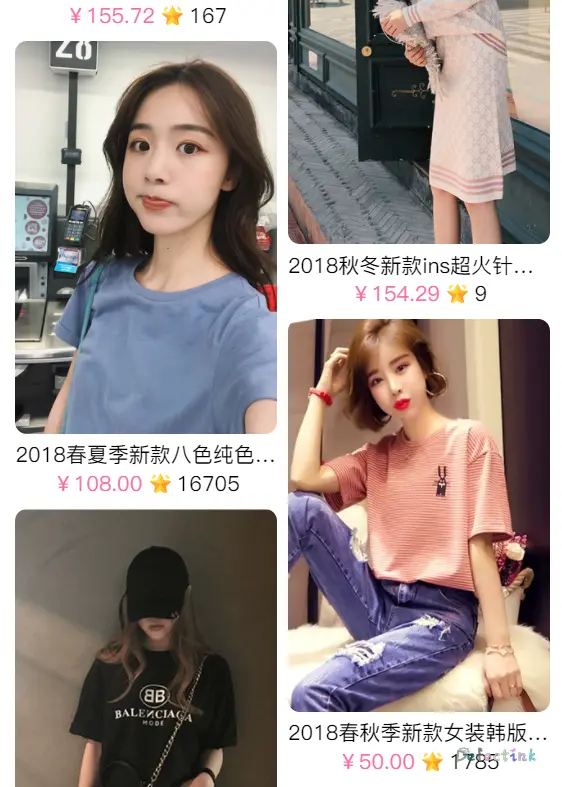 ¥155.72 167
28
2018春夏季新款八色纯色...
¥108.00 16705
BB
BALENCIAGA
MODE
2018秋冬新款ins超火针...
¥154.29 9
2018春秋季新款女装韩版...
¥50.00 1785
Selectink